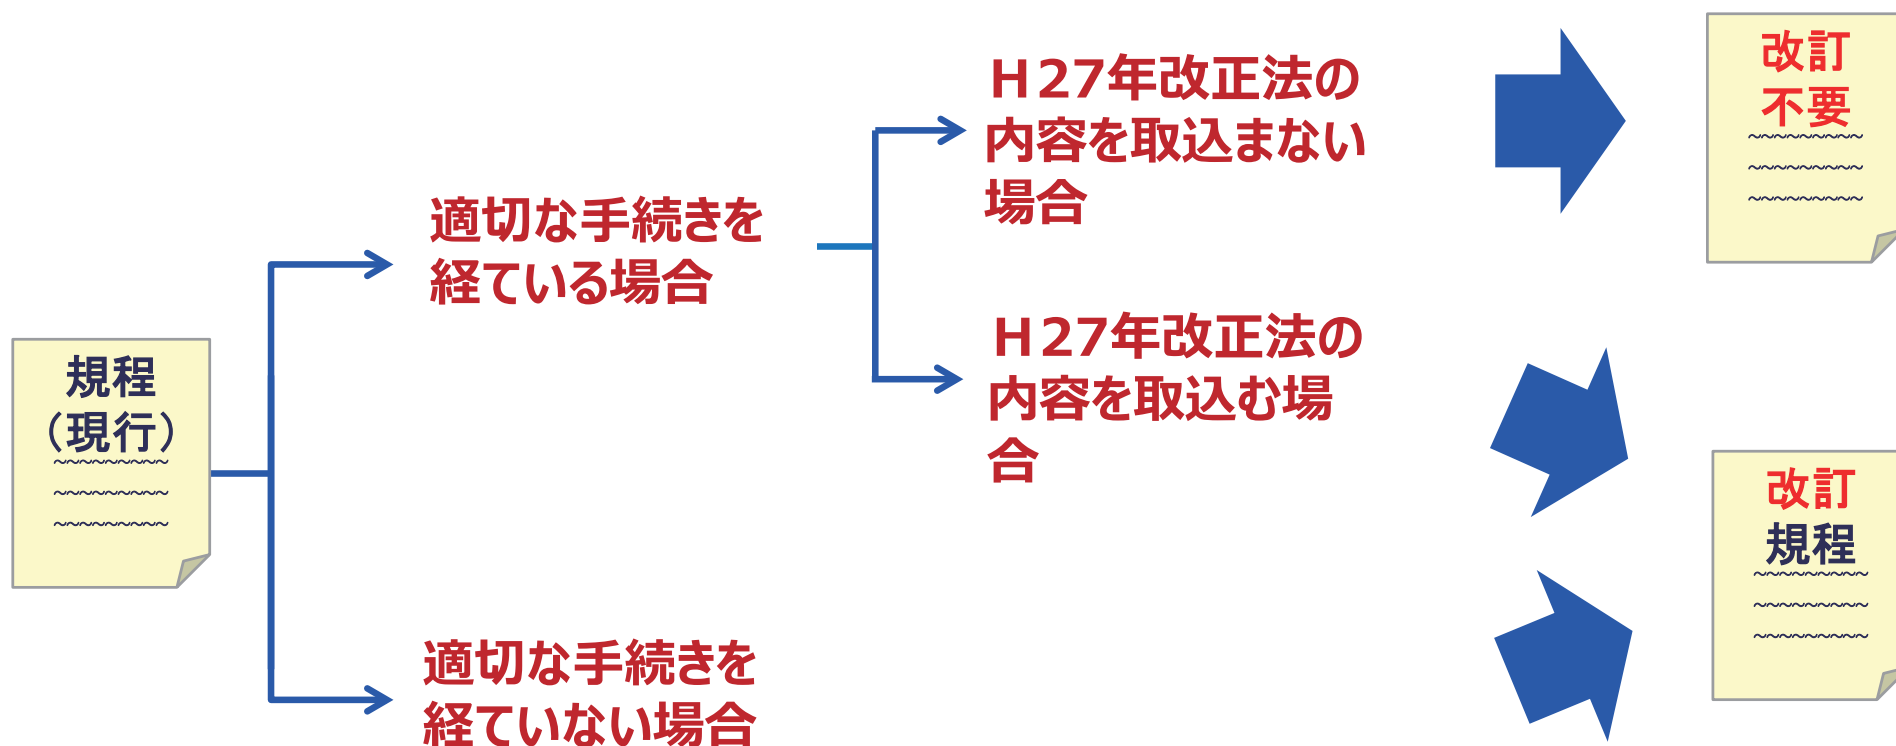 規程
（現行）
適切な手続きを
経ている場合
Ｈ27年改正法の
内容を取込まない
場合
改訂
不要
Ｈ27年改正法の
内容を取込む場
合
適切な手続きを
経ていない場合
改訂
規程